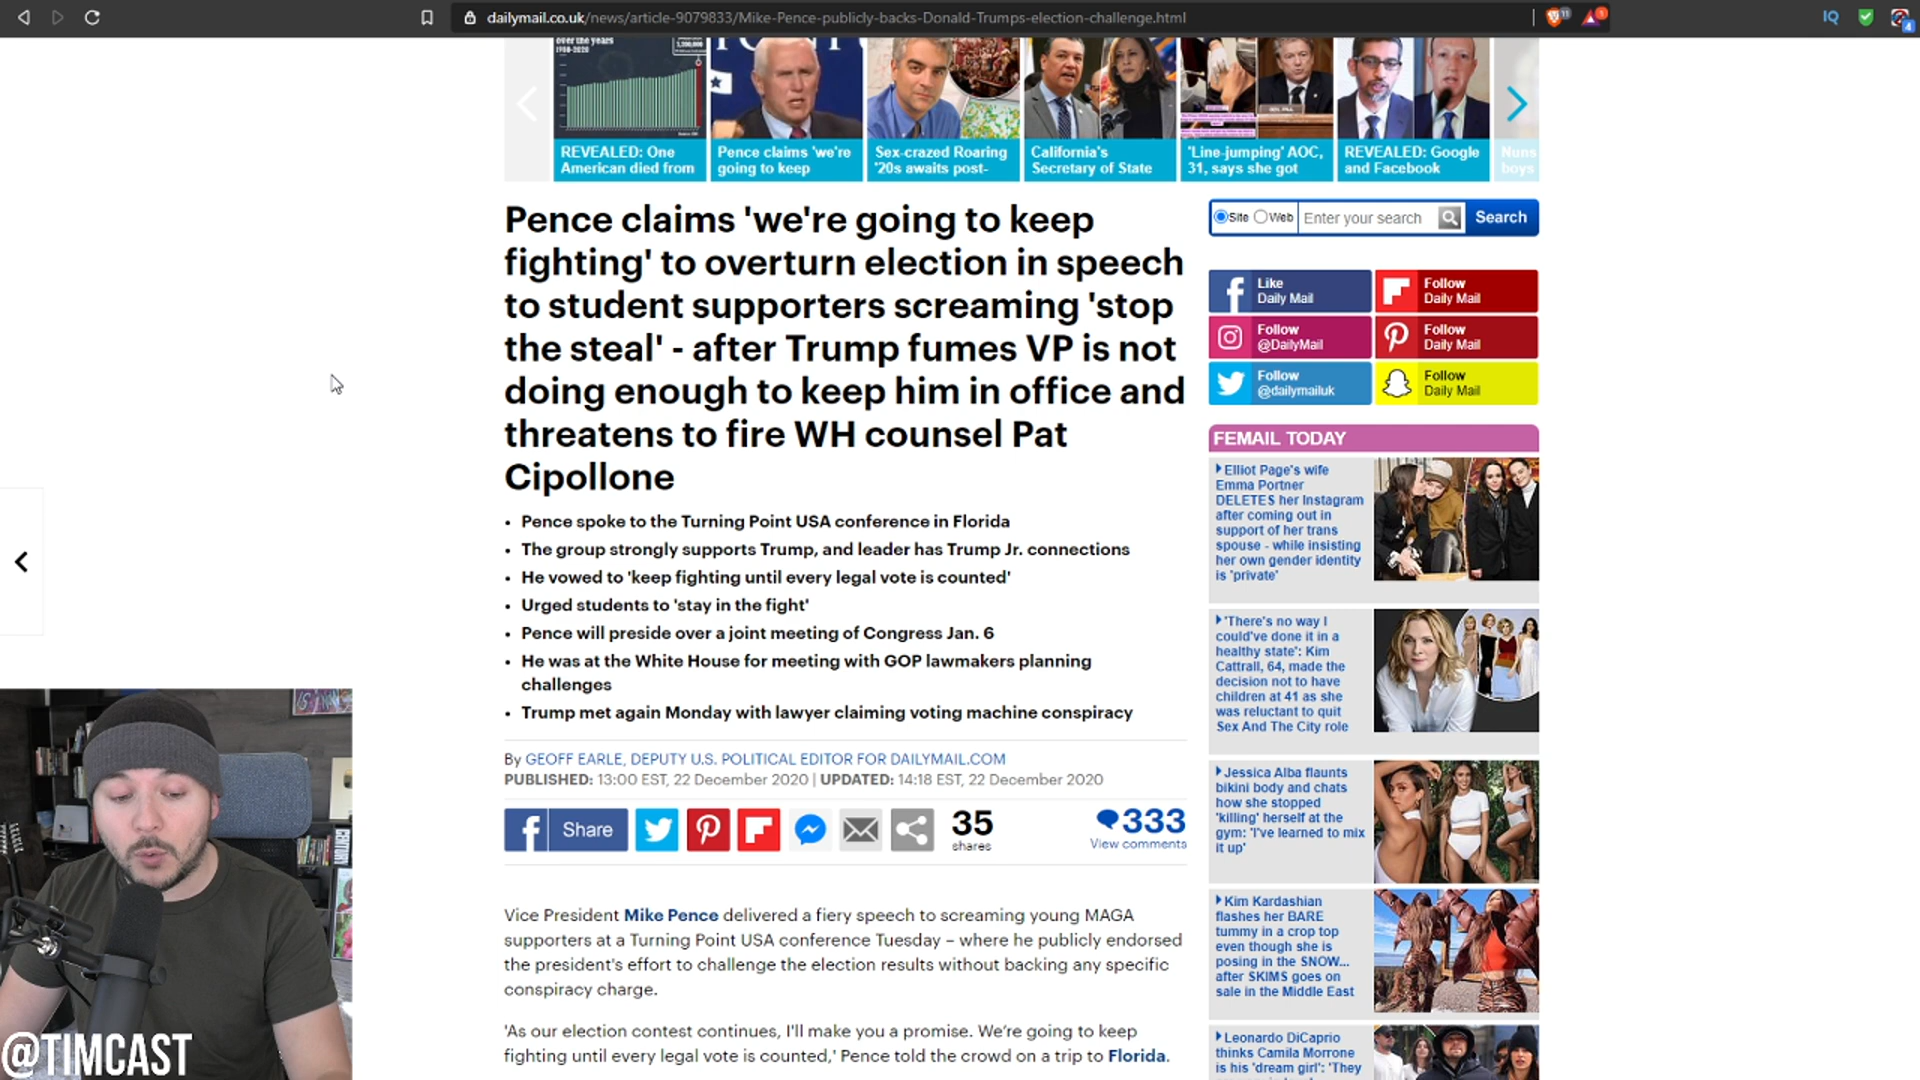 dailymail.co.uk/news/article-9079833/Mike-Pence-publicly-backs-Donald-Trumps-election-challenge.html
IQ
over the years
REVEALED: One
American died from
Pence claims 'we're
going to keep
Sex-crazed Roaring
'20s awaits post-
California's
Secretary of State
'Line-jumping' AOC,
31, says she got
REVEALED: Google
and Facebook
Nuns
boys
Pence claims 'we're going to keep
fighting' to overturn election in speech
to student supporters screaming 'stop
the steal' - after Trump fumes VP is not
doing enough to keep him in office and
threatens to fire WH counsel Pat
Cipollone
• Pence spoke to the Turning Point USA conference in Florida
• The group strongly supports Trump, and leader has Trump Jr. connections
• He vowed to 'keep fighting until every legal vote is counted'
• Urged students to 'stay in the fight'
• Pence will preside over a joint meeting of Congress Jan. 6
• He was at the White House for meeting with GOP lawmakers planning
challenges
• Trump met again Monday with lawyer claiming voting machine conspiracy
By GEOFF EARLE, DEPUTY U.S. POLITICAL EDITOR FOR DAILYMAIL.COM
PUBLISHED: 13:00 EST, 22 December 2020 | UPDATED: 14:18 EST, 22 December 2020
Share
35
shares
333
View comments
Vice President Mike Pence delivered a fiery speech to screaming young MAGA
supporters at a Turning Point USA conference Tuesday – where he publicly endorsed
the president's effort to challenge the election results without backing any specific
conspiracy charge.
'As our election contest continues, I'll make you a promise. We're going to keep
fighting until every legal vote is counted,' Pence told the crowd on a trip to Florida.
Site Web Enter your search Search
Like
Daily Mail
Follow
Daily Mail
Follow
@DailyMail
Follow
Daily Mail
Follow
@dailymailuk
Follow
Daily Mail
FEMAIL TODAY
Elliot Page's wife
Emma Portner
DELETES her Instagram
after coming out in
support of her trans
spouse - while insisting
her own gender identity
is 'private'
'There's no way I
could've done it in a
healthy state': Kim
Cattrall, 64, made the
decision not to have
children at 41 as she
was reluctant to quit
Sex And The City role
Jessica Alba flaunts
bikini body and chats
how she stopped
'killing' herself at the
gym: 'I've learned to mix
it up'
Kim Kardashian
flashes her BARE
tummy in a crop top
even though she is
posing in the SNOW...
after SKIMS goes on
sale in the Middle East
Leonardo DiCaprio
thinks Camila Morrone
is his 'dream girl': 'They
@TIMCAST